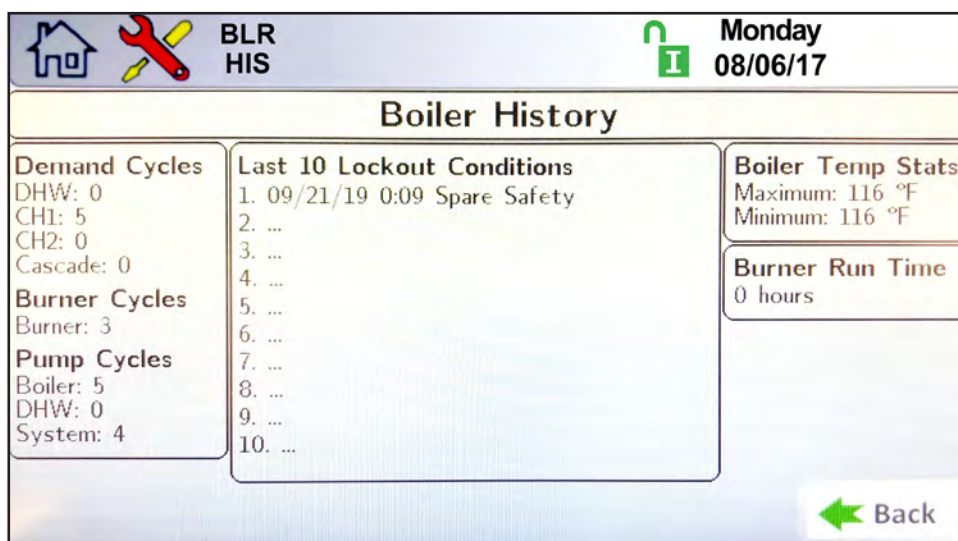 BLR
HIS
Monday
08/06/17
Boiler History
Demand Cycles
DHW: 0
CH1: 5
CH2: 0
Cascade: 0
Burner Cycles
Burner: 3
Pump Cycles
Boiler: 5
DHW: 0
System: 4
Last 10 Lockout Conditions
1. 09/21/19 0:09 Spare Safety
2. ...
3. ...
4. ...
5. ...
6. ...
7. ...
8. ...
9. ...
10. ...
Boiler Temp Stats
Maximum: 116 °F
Minimum: 116 °F
Burner Run Time
0 hours
I
Back